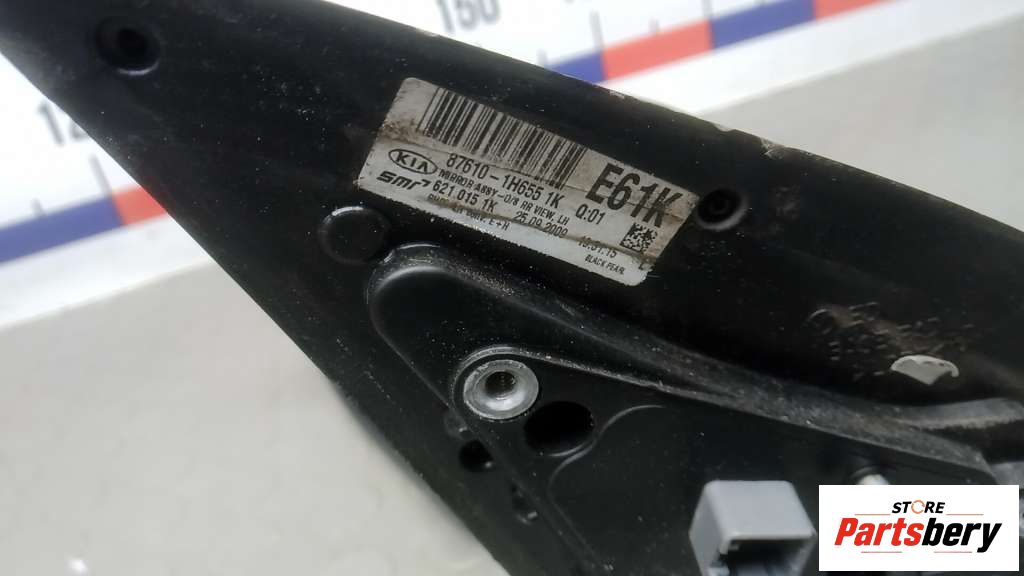 150
KIA 87610-1H655 1K Q:01 E61K
MIRROR ASSY-O/S RR VIEW, LH
smr 621 015 1K 25.09.2009
E+H
BLACK PEARL
STORE
Partsbery